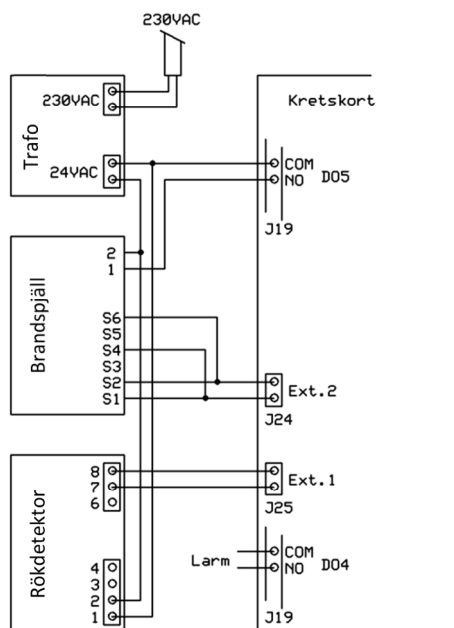 230VAC
Kretskort
230VAC
Trafo
24VAC
COM
NO DO5
J19
2
1
Brandspjäll
S6
S5
S4
S3
S2
S1
Ext.2
J24
8
7
6
Ext.1
J25
Rökdetektor
4
3
2
1
Larm
COM
NO DO4
J19